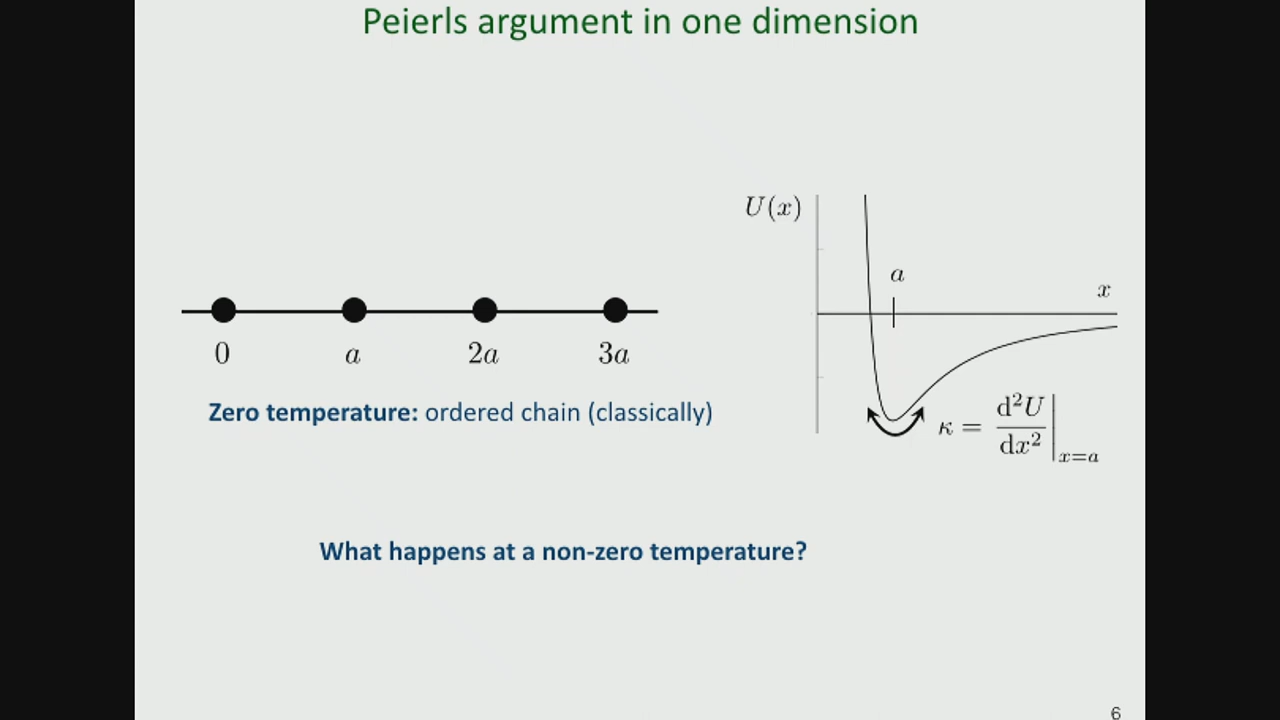 Peierls argument in one dimension
U(x)
a
x
0 a 2a 3a
Zero temperature: ordered chain (classically)
κ = d²U/dx² |x=a
What happens at a non-zero temperature?
6